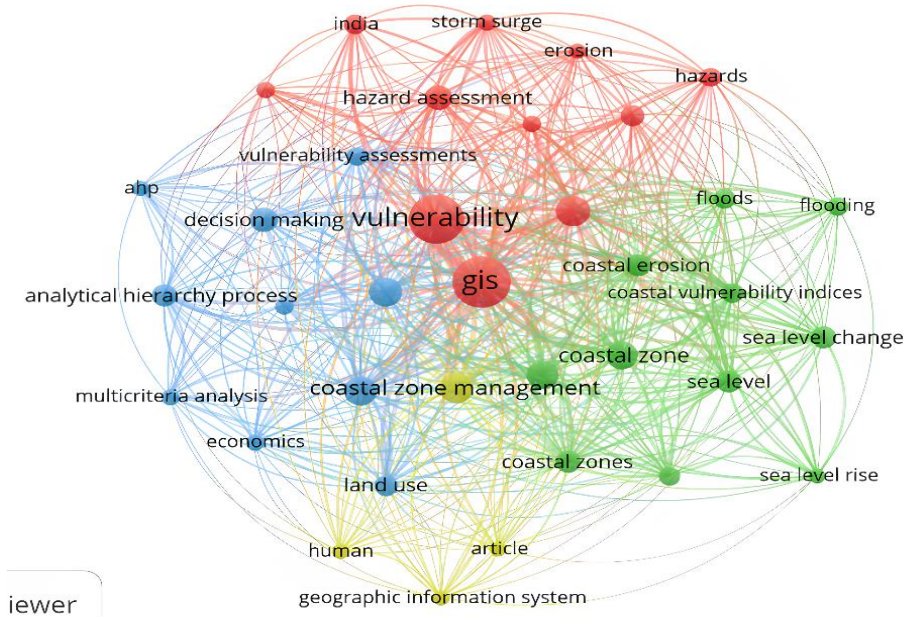 india
storm surge
erosion
hazards
hazard assessment
vulnerability assessments
ahp
decision making
vulnerability
floods
flooding
coastal erosion
gis
analytical hierarchy process
coastal vulnerability indices
sea level change
coastal zone
sea level
coastal zone management
multicriteria analysis
economics
coastal zones
sea level rise
land use
human
article
geographic information system
iewer